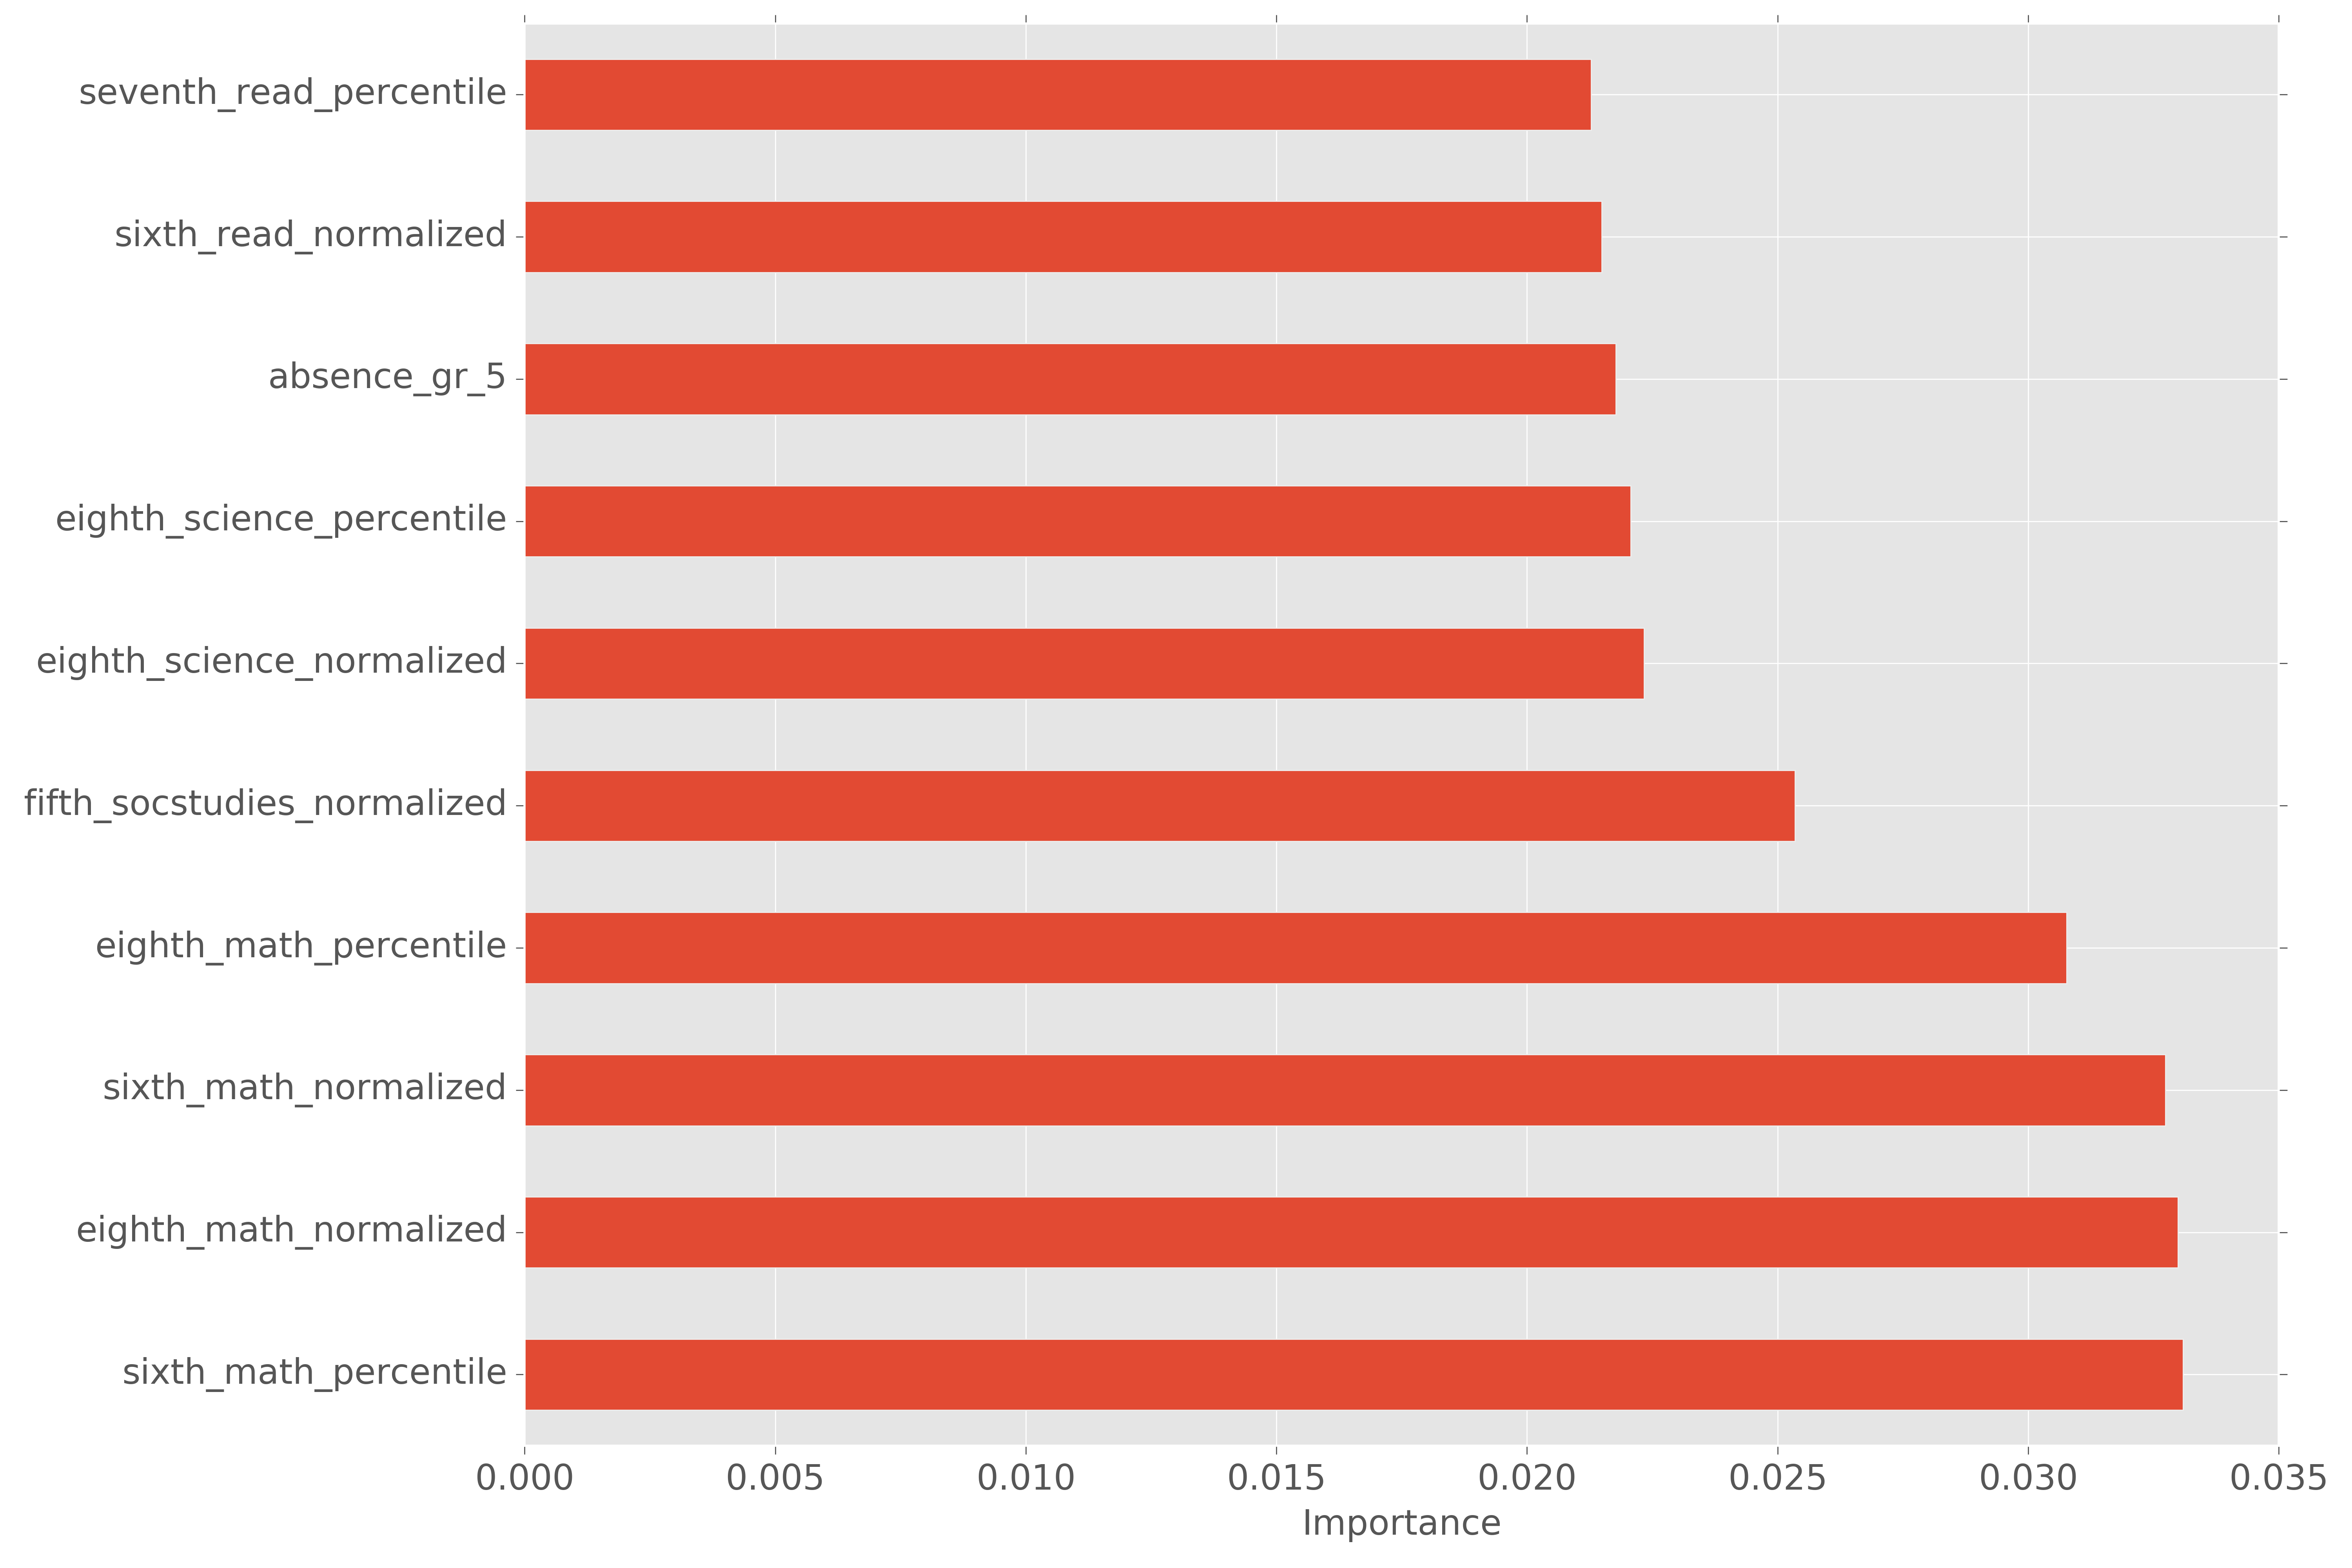 seventh_read_percentile
sixth_read_normalized
absence_gr_5
eighth_science_percentile
eighth_science_normalized
fifth_socstudies_normalized
eighth_math_percentile
sixth_math_normalized
eighth_math_normalized
sixth_math_percentile
0.000 0.005 0.010 0.015 0.020 0.025 0.030 0.035
Importance